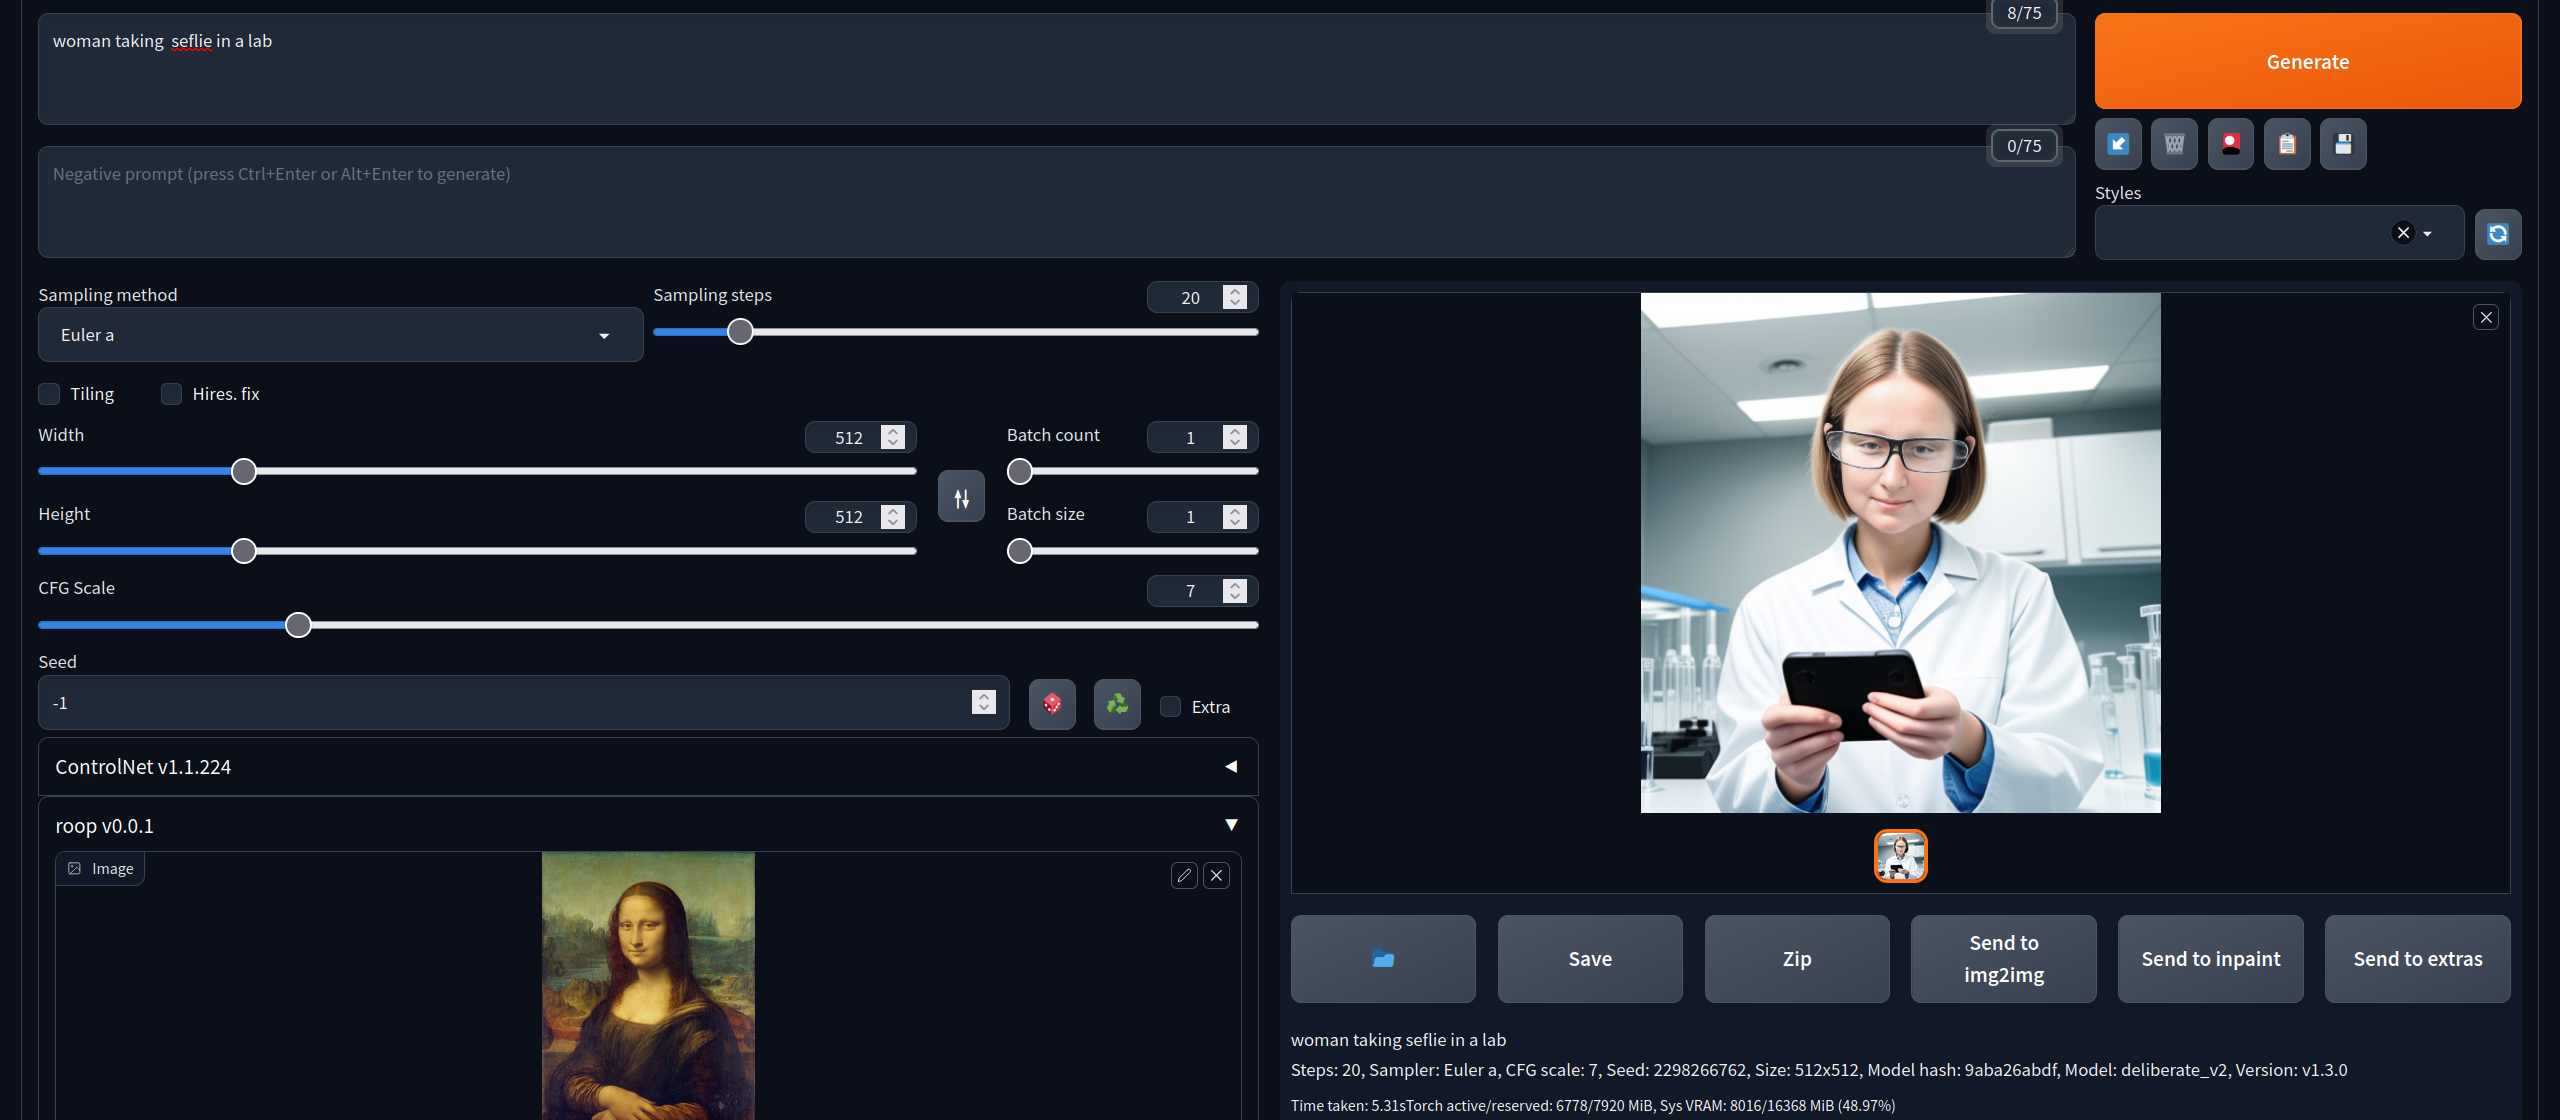 8/75
woman taking  seflie in a lab
Generate
0/75
Negative prompt (press Ctrl+Enter or Alt+Enter to generate)
Styles
Sampling method
Sampling steps
20
Euler a
Tiling
Hires. fix
Width
512
Batch count
1
Height
512
Batch size
1
CFG Scale
7
Seed
-1
Extra
ControlNet v1.1.224
roop v0.0.1
Image
Save
Zip
Send to
img2img
Send to inpaint
Send to extras
woman taking seflie in a lab
Steps: 20, Sampler: Euler a, CFG scale: 7, Seed: 2298266762, Size: 512x512, Model hash: 9aba26abdf, Model: deliberate_v2, Version: v1.3.0
Time taken: 5.31sTorch active/reserved: 6778/7920 MiB, Sys VRAM: 8016/16368 MiB (48.97%)